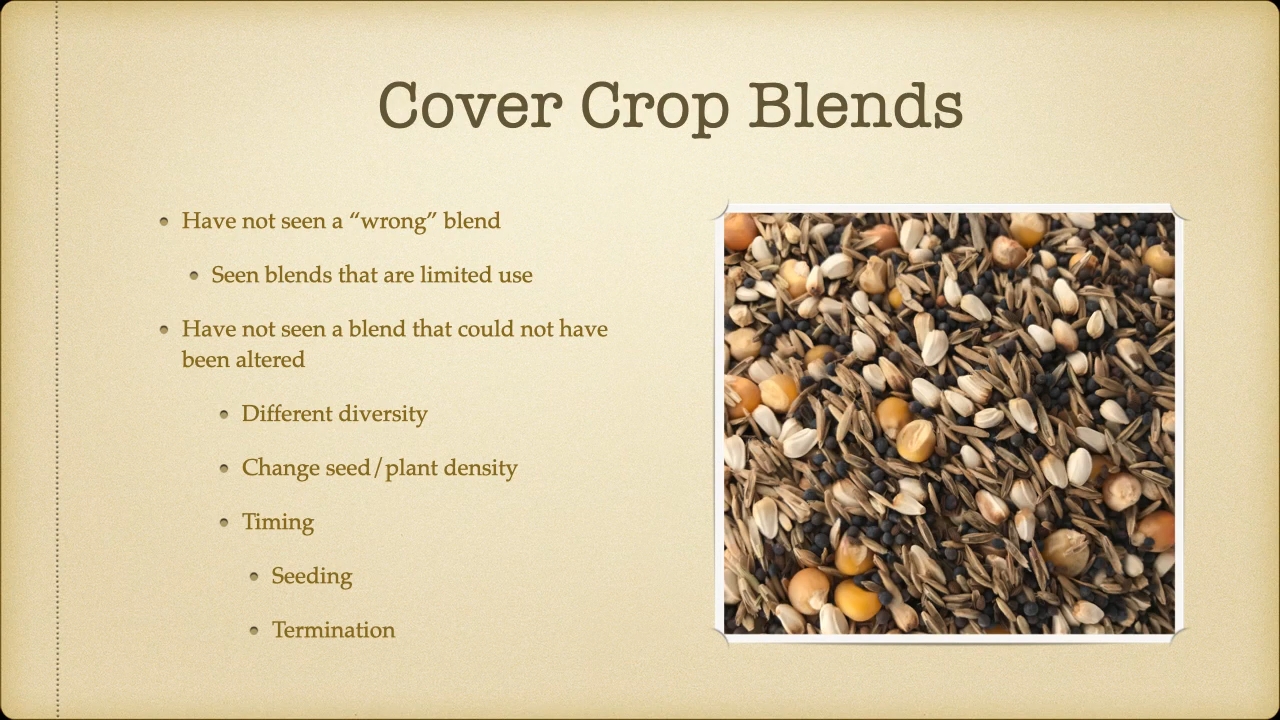 Cover Crop Blends
Have not seen a “wrong” blend
Seen blends that are limited use
Have not seen a blend that could not have
been altered
Different diversity
Change seed/plant density
Timing
Seeding
Termination